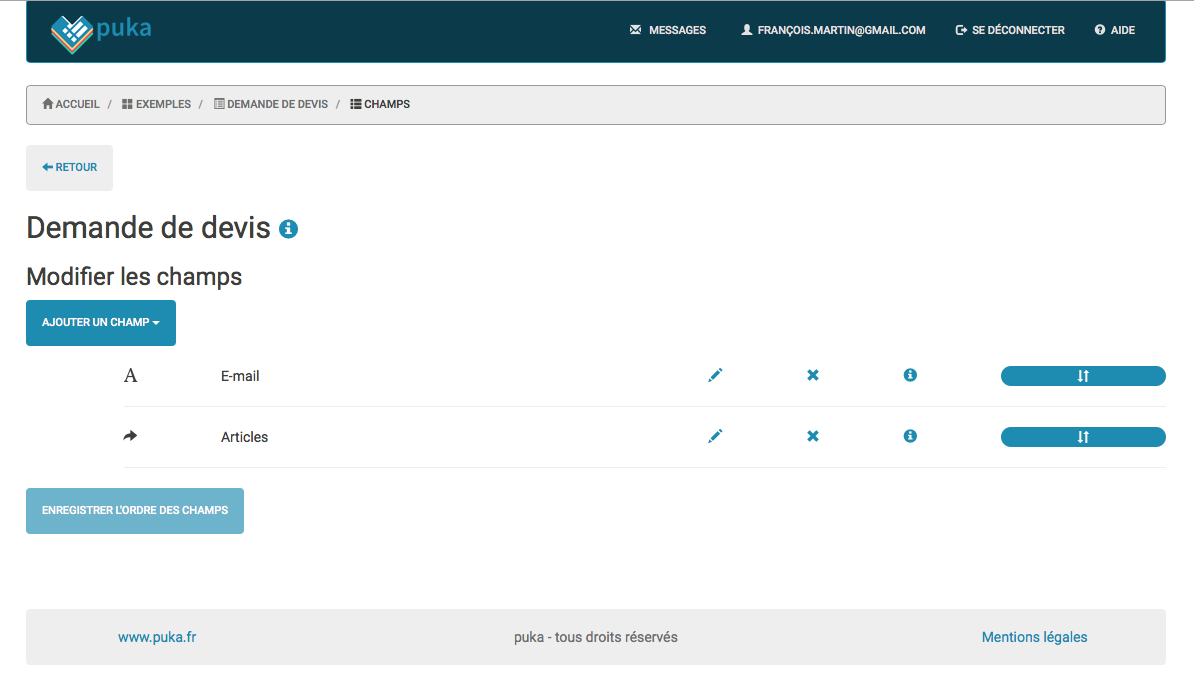 puka
MESSAGES
FRANÇOIS.MARTIN@GMAIL.COM
SE DÉCONNECTER
AIDE
ACCUEIL / EXEMPLES / DEMANDE DE DEVIS / CHAMPS
RETOUR
Demande de devis
Modifier les champs
AJOUTER UN CHAMP
A E-mail
Articles
ENREGISTRER L'ORDRE DES CHAMPS
www.puka.fr
puka - tous droits réservés
Mentions légales